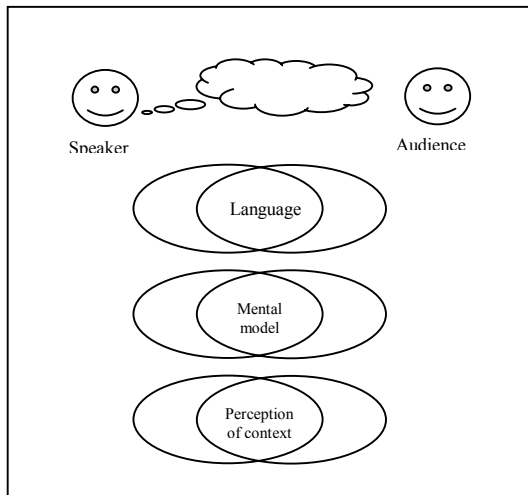 Speaker
Audience
Language
Mental
model
Perception
of context